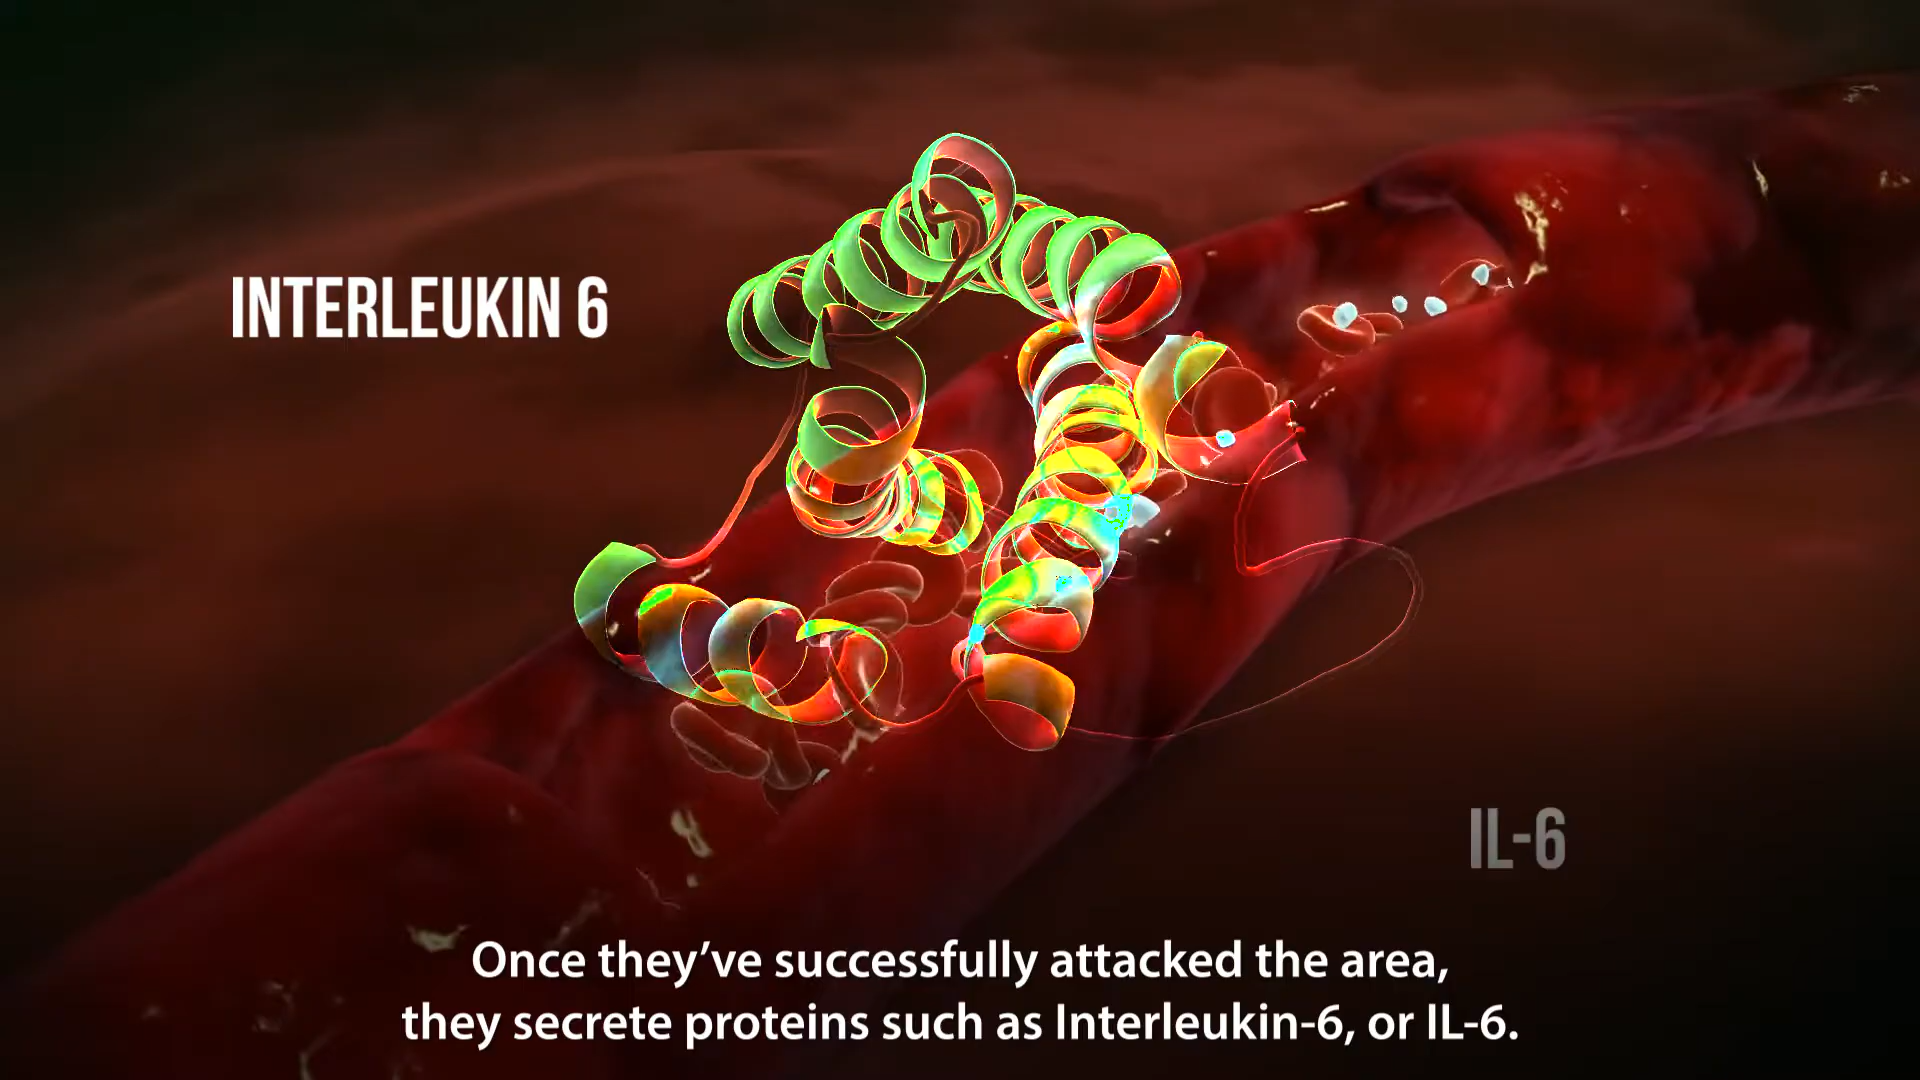 INTERLEUKIN 6
IL-6
Once they’ve successfully attacked the area,
they secrete proteins such as Interleukin-6, or IL-6.